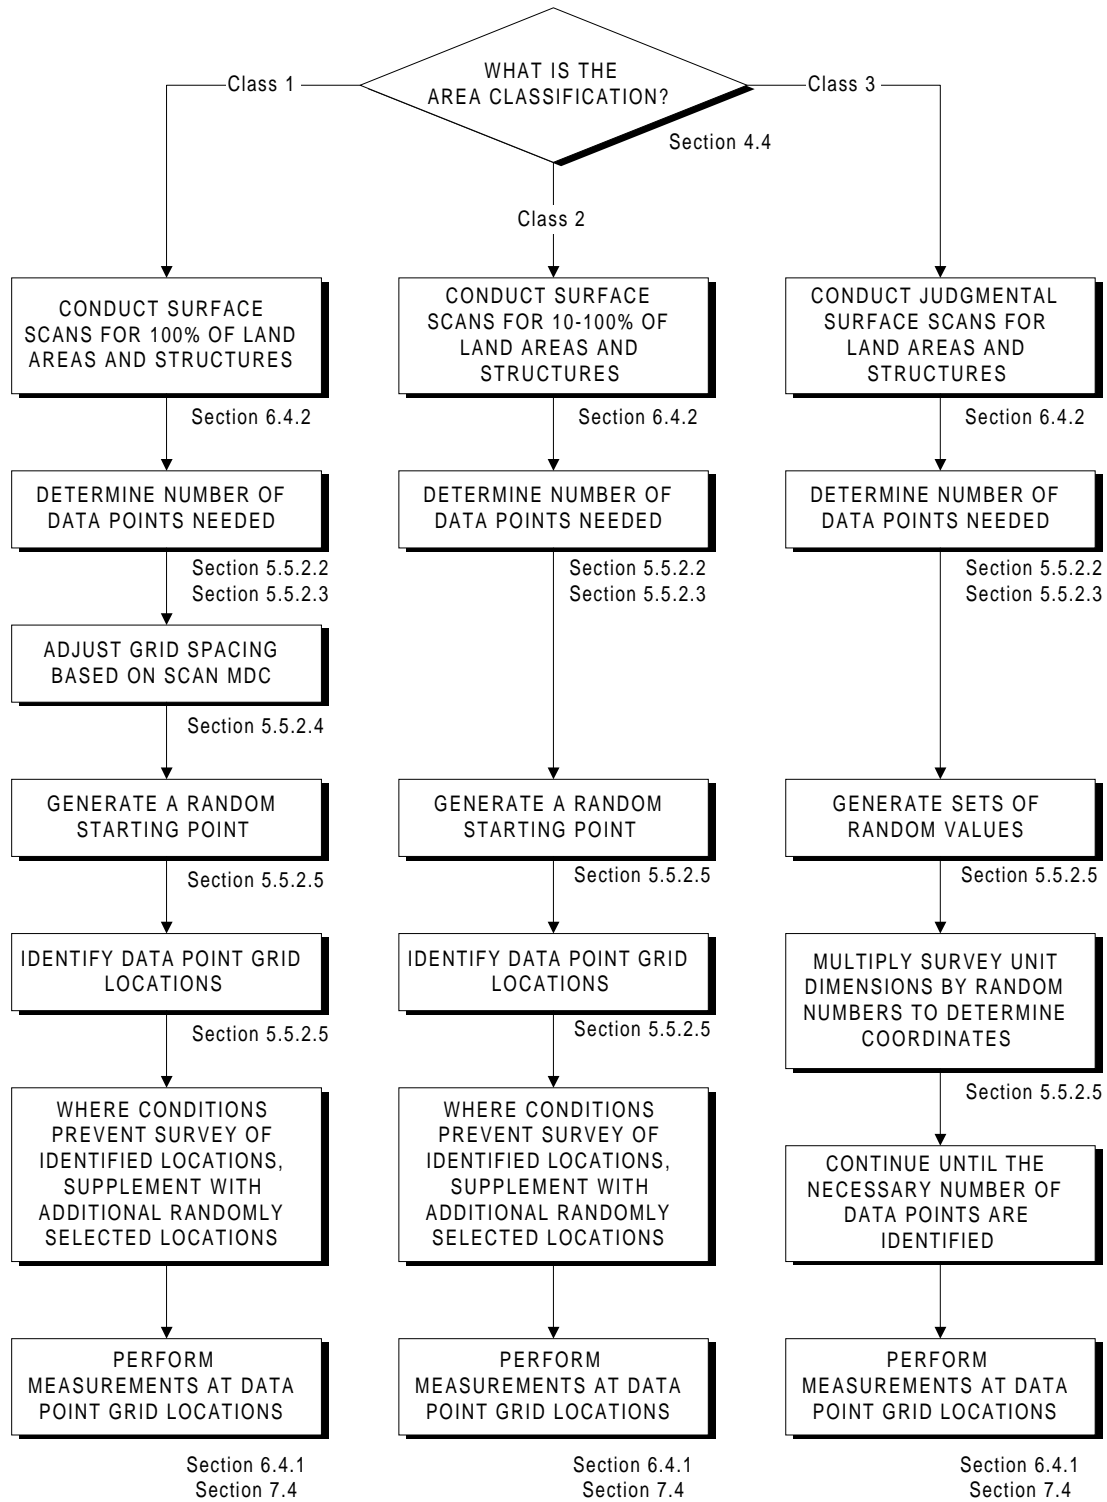 WHAT IS THE
AREA CLASSIFICATION?
Class 1
Class 3
Section 4.4
Class 2
CONDUCT SURFACE
SCANS FOR 100% OF LAND
AREAS AND STRUCTURES
Section 6.4.2
DETERMINE NUMBER OF
DATA POINTS NEEDED
Section 5.5.2.2
Section 5.5.2.3
ADJUST GRID SPACING
BASED ON SCAN MDC
Section 5.5.2.4
GENERATE A RANDOM
STARTING POINT
Section 5.5.2.5
IDENTIFY DATA POINT GRID
LOCATIONS
Section 5.5.2.5
WHERE CONDITIONS
PREVENT SURVEY OF
IDENTIFIED LOCATIONS,
SUPPLEMENT WITH
ADDITIONAL RANDOMLY
SELECTED LOCATIONS
PERFORM
MEASUREMENTS AT DATA
POINT GRID LOCATIONS
Section 6.4.1
Section 7.4
CONDUCT SURFACE
SCANS FOR 10-100% OF
LAND AREAS AND
STRUCTURES
Section 6.4.2
DETERMINE NUMBER OF
DATA POINTS NEEDED
Section 5.5.2.2
Section 5.5.2.3
GENERATE A RANDOM
STARTING POINT
Section 5.5.2.5
IDENTIFY DATA POINT GRID
LOCATIONS
Section 5.5.2.5
WHERE CONDITIONS
PREVENT SURVEY OF
IDENTIFIED LOCATIONS,
SUPPLEMENT WITH
ADDITIONAL RANDOMLY
SELECTED LOCATIONS
PERFORM
MEASUREMENTS AT DATA
POINT GRID LOCATIONS
Section 6.4.1
Section 7.4
CONDUCT JUDGMENTAL
SURFACE SCANS FOR
LAND AREAS AND
STRUCTURES
Section 6.4.2
DETERMINE NUMBER OF
DATA POINTS NEEDED
Section 5.5.2.2
Section 5.5.2.3
GENERATE SETS OF
RANDOM VALUES
Section 5.5.2.5
MULTIPLY SURVEY UNIT
DIMENSIONS BY RANDOM
NUMBERS TO DETERMINE
COORDINATES
Section 5.5.2.5
CONTINUE UNTIL THE
NECESSARY NUMBER OF
DATA POINTS ARE
IDENTIFIED
PERFORM
MEASUREMENTS AT DATA
POINT GRID LOCATIONS
Section 6.4.1
Section 7.4